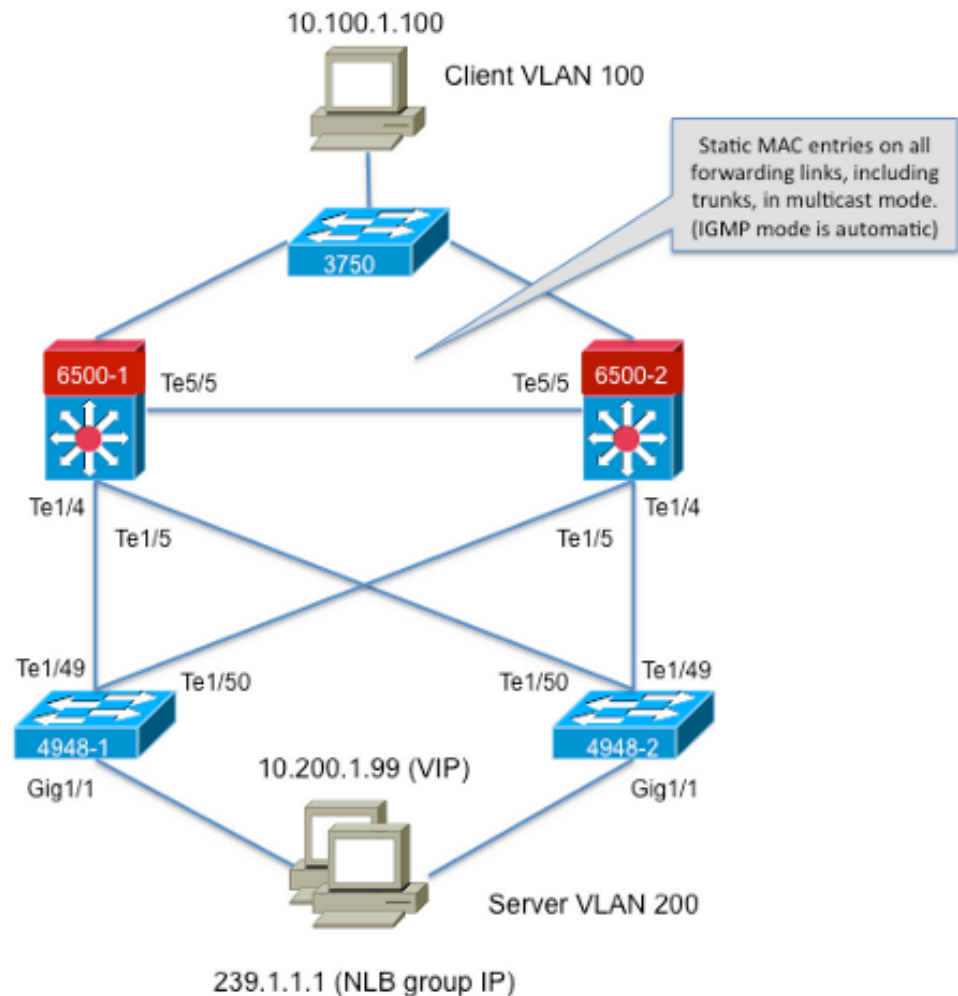 10.100.1.100
Client VLAN 100
Static MAC entries on all
forwarding links, including
trunks, in multicast mode.
(IGMP mode is automatic)
3750
6500-1
Te5/5
Te5/5
6500-2
Te1/4
Te1/5
Te1/5
Te1/4
Te1/49
Te1/50
Te1/50
Te1/49
4948-1
4948-2
10.200.1.99 (VIP)
Gig1/1
Gig1/1
Server VLAN 200
239.1.1.1 (NLB group IP)